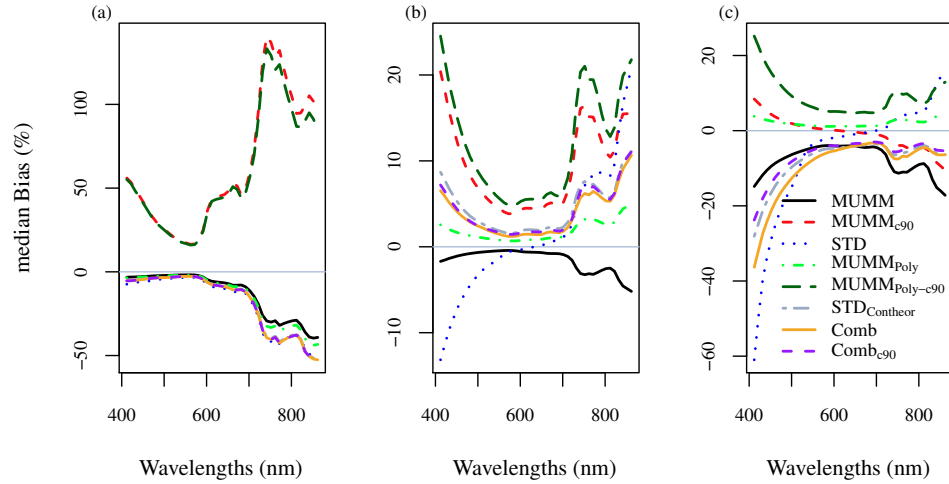 (a)
(b)
(c)
median Bias (%)
100
50
0
−50
20
10
0
−10
20
0
−20
−40
−60
MUMM
MUMMc90
STD
MUMMPoly
MUMMPoly−c90
STDContheor
Comb
Combc90
400 600 800
400 600 800
400 600 800
Wavelengths (nm)
Wavelengths (nm)
Wavelengths (nm)